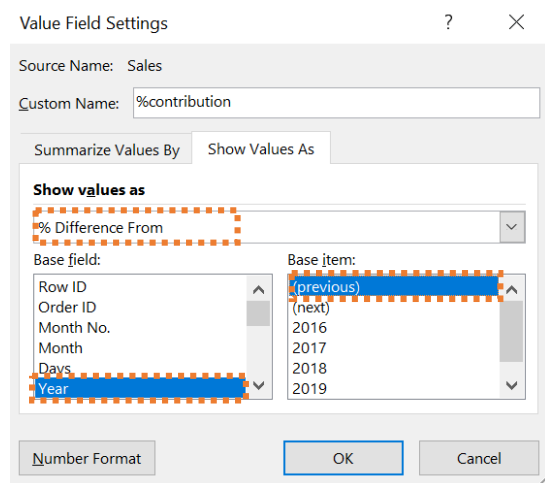 Value Field Settings ?
Source Name: Sales
Custom Name: %contribution
Summarize Values By Show Values As
Show values as
% Difference From
Base field: Base item:
Row ID (previous)
Order ID (next)
Month No. 2016
Month 2017
Days 2018
Year 2019
Number Format OK Cancel